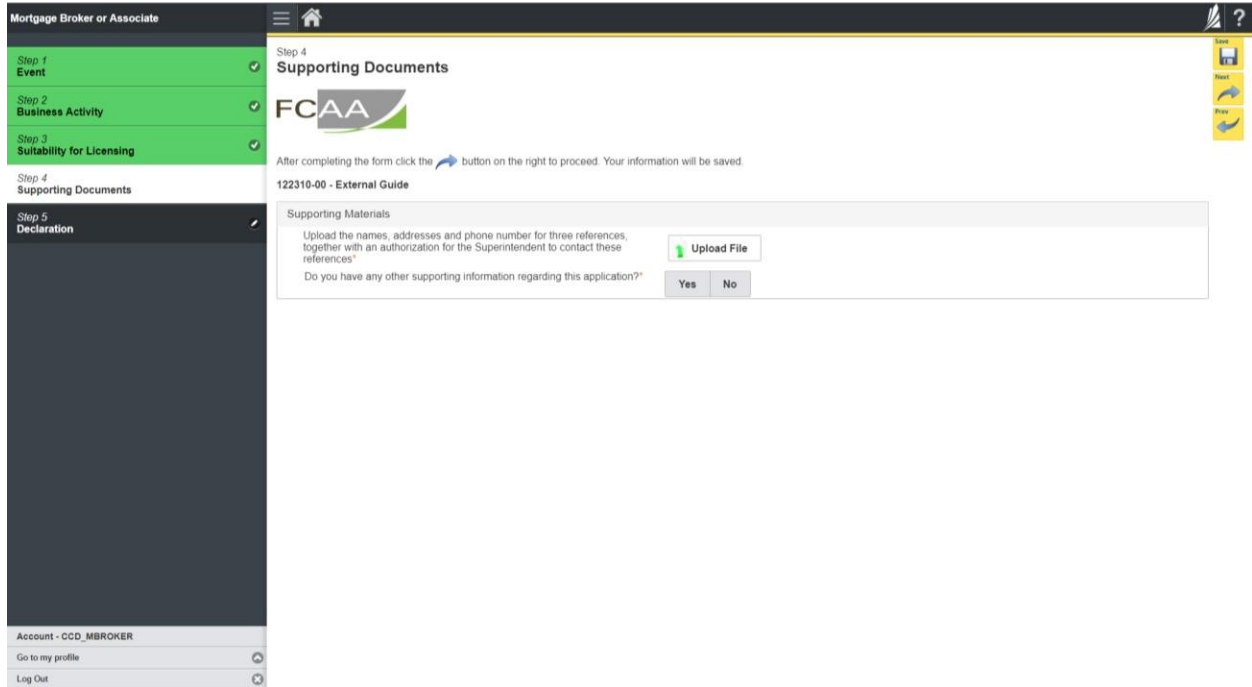 Mortgage Broker or Associate
?
Step 1
Event
Step 2
Business Activity
Step 3
Suitability for Licensing
Step 4
Supporting Documents
Step 5
Declaration
Step 4
Supporting Documents
FCAA
After completing the form click the button on the right to proceed. Your information will be saved.
122310-00 - External Guide
Supporting Materials
Upload the names, addresses and phone number for three references,
together with an authorization for the Superintendent to contact these
references*
Upload File
Do you have any other supporting information regarding this application?*
Yes No
Save
Next
Prev
Account - CCD_MBROKER
Go to my profile
Log Out